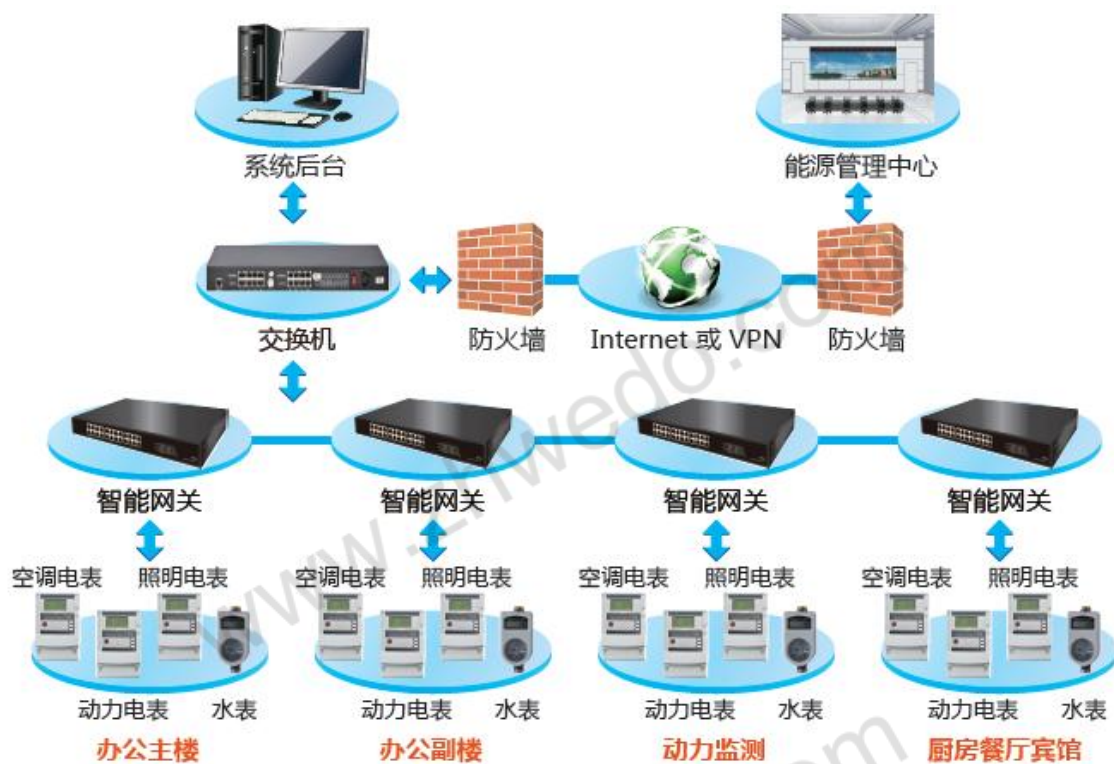 系统后台
能源管理中心
交换机
防火墙
Internet 或 VPN
防火墙
智能网关
智能网关
智能网关
智能网关
空调电表 照明电表
空调电表 照明电表
空调电表 照明电表
空调电表 照明电表
动力电表 水表
动力电表 水表
动力电表 水表
动力电表 水表
办公主楼
办公副楼
动力监测
厨房餐厅宾馆
www.zhwedo.com
om